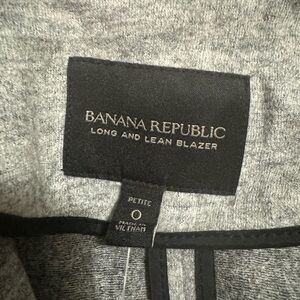 BANANA REPUBLIC
LONG AND LEAN BLAZER
PETITE
0
MADE IN
VIETNAM